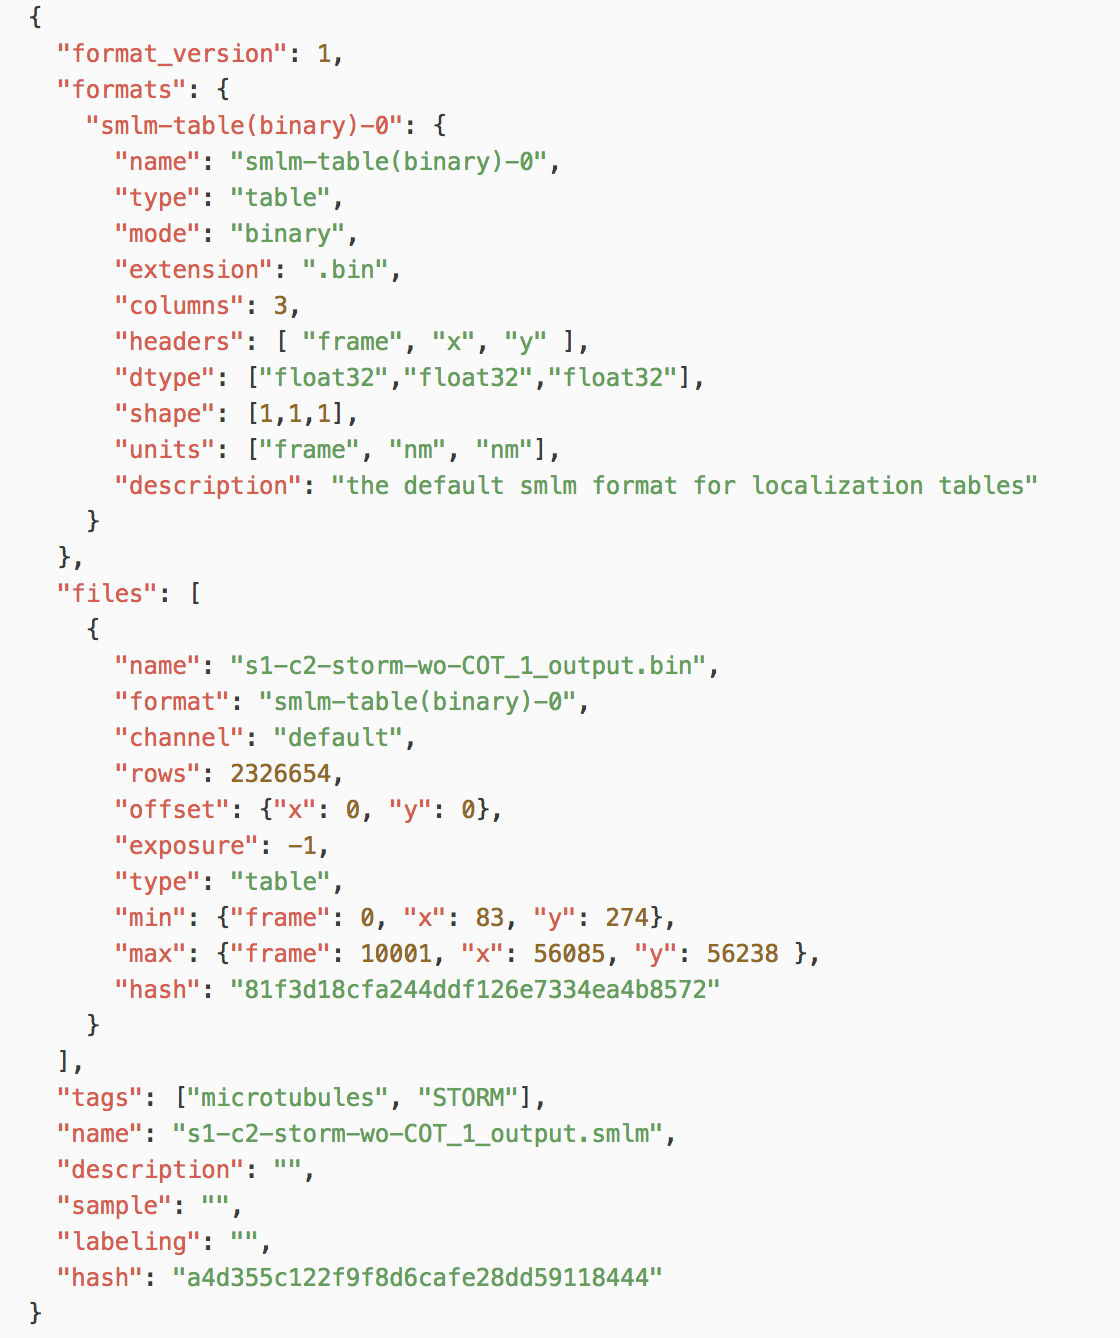 {
  "format_version": 1,
  "formats": {
    "smlm-table(binary)-0": {
      "name": "smlm-table(binary)-0",
      "type": "table",
      "mode": "binary",
      "extension": ".bin",
      "columns": 3,
      "headers": [ "frame", "x", "y" ],
      "dtype": ["float32","float32","float32"],
      "shape": [1,1,1],
      "units": ["frame", "nm", "nm"],
      "description": "the default smlm format for localization tables"
    }
  },
  "files": [
    {
      "name": "s1-c2-storm-wo-COT_1_output.bin",
      "format": "smlm-table(binary)-0",
      "channel": "default",
      "rows": 2326654,
      "offset": {"x": 0, "y": 0},
      "exposure": -1,
      "type": "table",
      "min": {"frame": 0, "x": 83, "y": 274},
      "max": {"frame": 10001, "x": 56085, "y": 56238 },
      "hash": "81f3d18cfa244ddf126e7334ea4b8572"
    }
  ],
  "tags": ["microtubules", "STORM"],
  "name": "s1-c2-storm-wo-COT_1_output.smlm",
  "description": "",
  "sample": "",
  "labeling": "",
  "hash": "a4d355c122f9f8d6cafe28dd59118444"
}